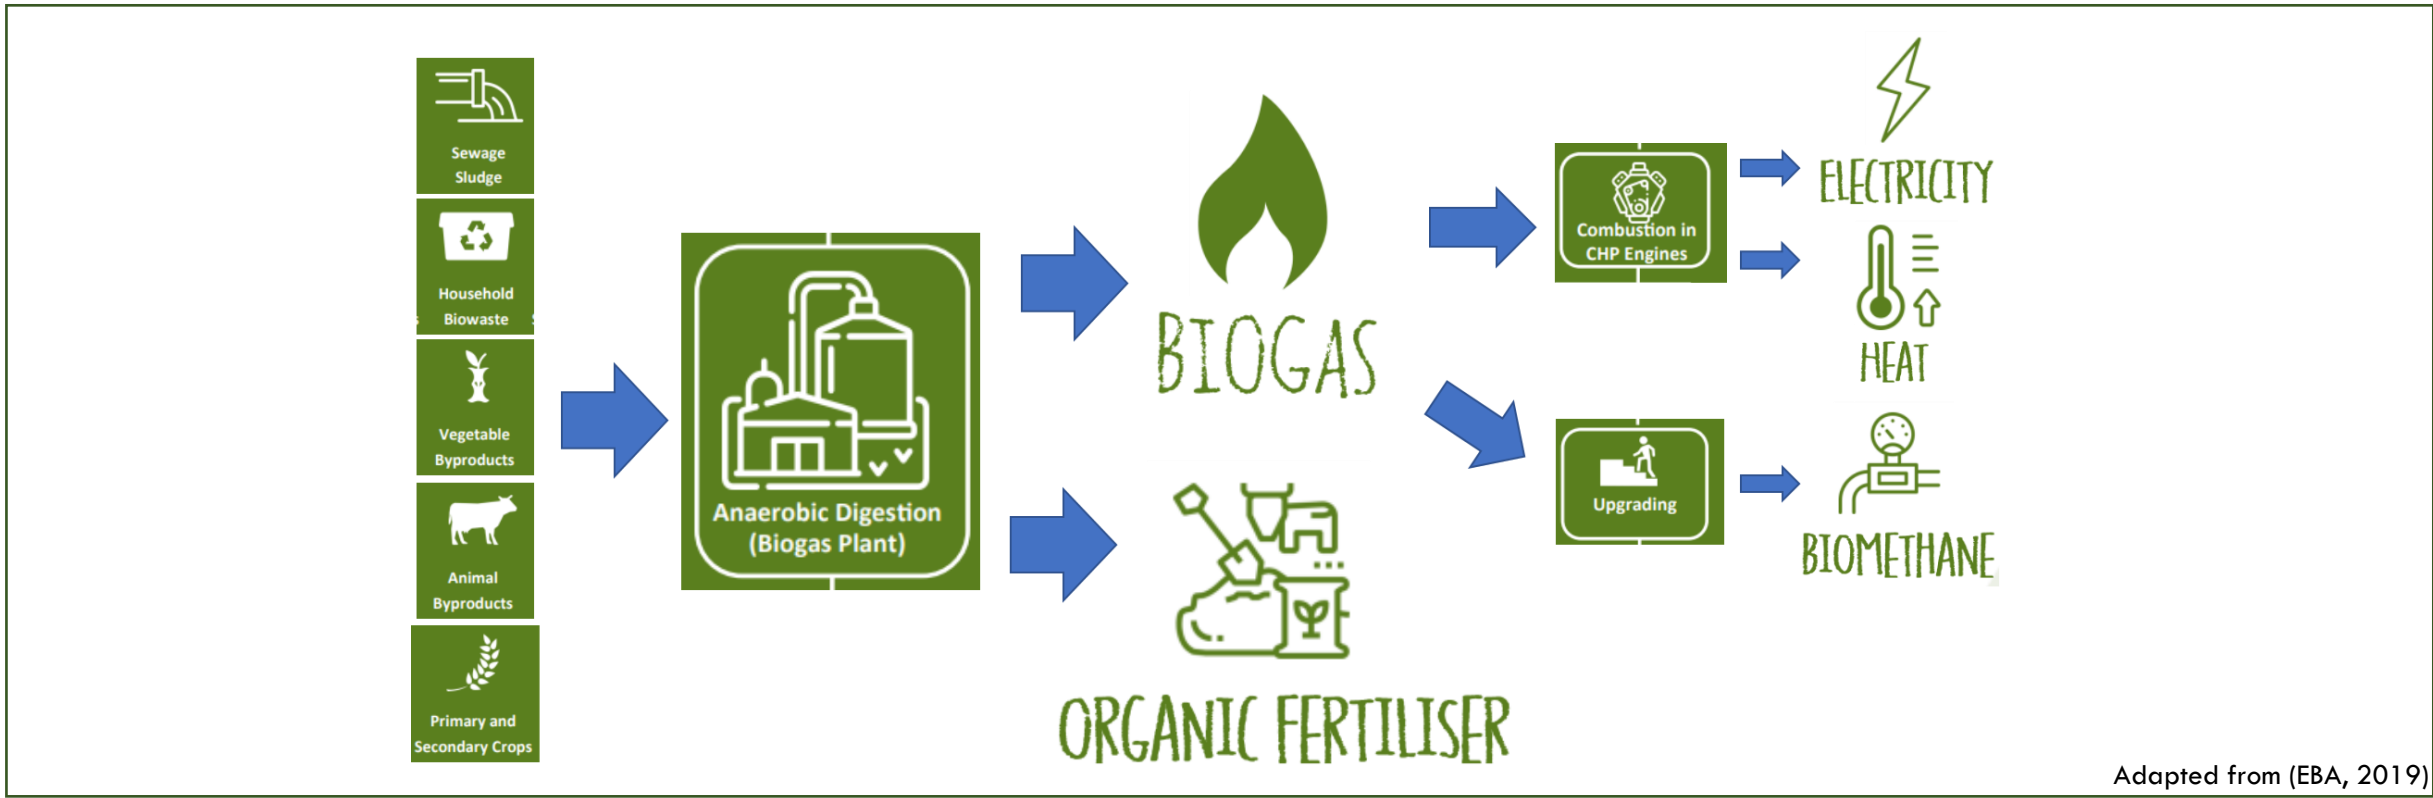 Sewage
Sludge
Household
Biowaste
Vegetable
Byproducts
Animal
Byproducts
Primary and
Secondary Crops
Anaerobic Digestion
(Biogas Plant)
BIOGAS
ORGANIC FERTILISER
Combustion in
CHP Engines
Upgrading
ELECTRICITY
HEAT
BIOMETHANE
Adapted from (EBA, 2019)